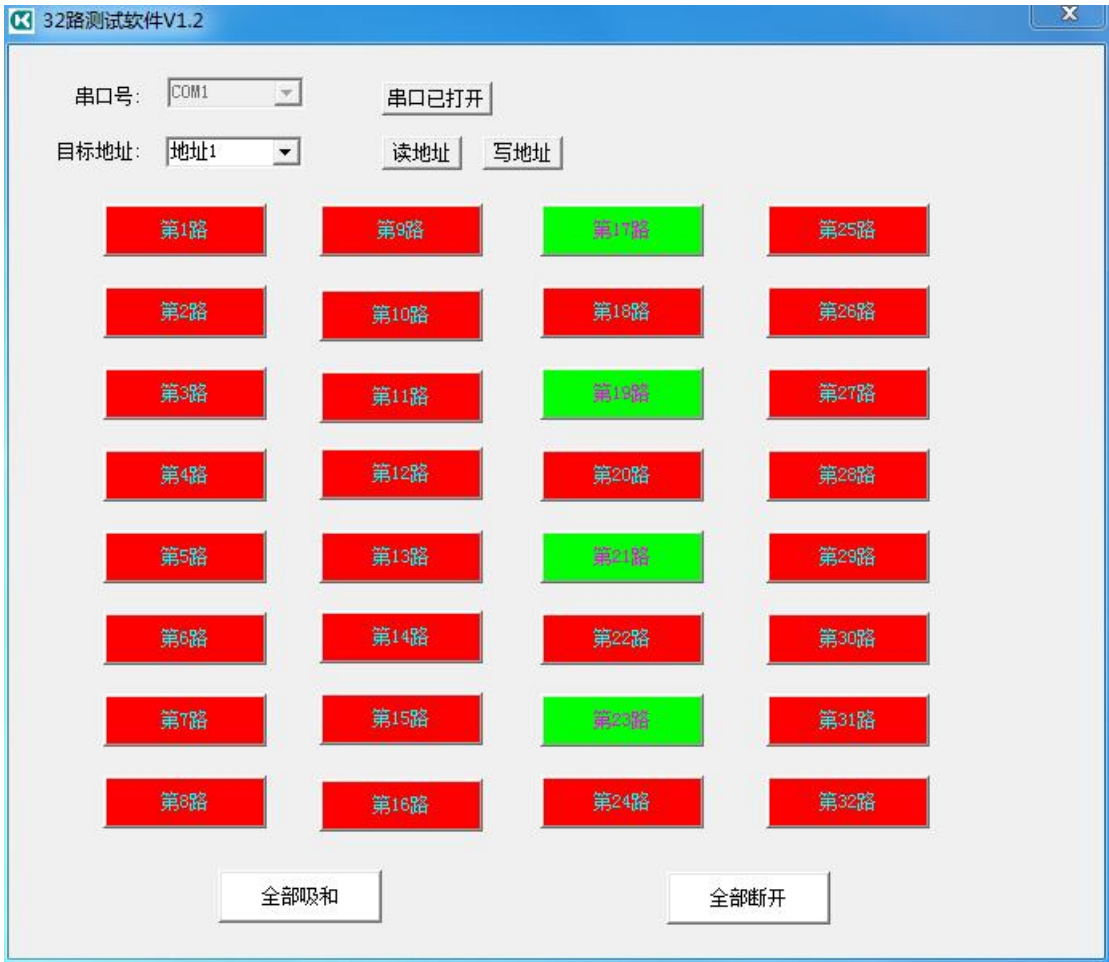 32路测试软件V1.2
串口号: COM1 串口已打开
目标地址: 地址1 读地址 写地址
第1路 第9路 第17路 第25路
第2路 第10路 第18路 第26路
第3路 第11路 第19路 第27路
第4路 第12路 第20路 第28路
第5路 第13路 第21路 第29路
第6路 第14路 第22路 第30路
第7路 第15路 第23路 第31路
第8路 第16路 第24路 第32路
全部吸和 全部断开